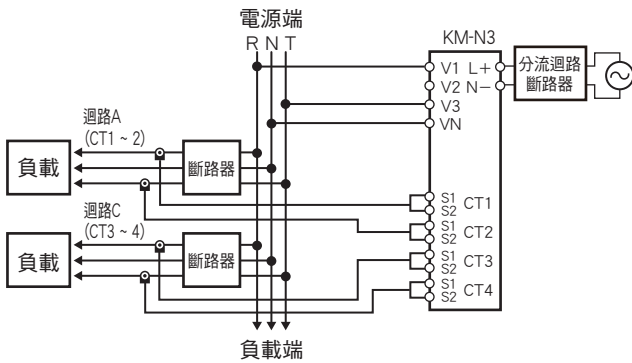 電源端
R N T
KM-N3
V1 L+
V2 N−
V3
VN
分流迴路
斷路器
迴路A
(CT1 ~ 2)
負載
斷路器
迴路C
(CT3 ~ 4)
負載
斷路器
S1
S2
CT1
S1
S2
CT2
S1
S2
CT3
S1
S2
CT4
負載端